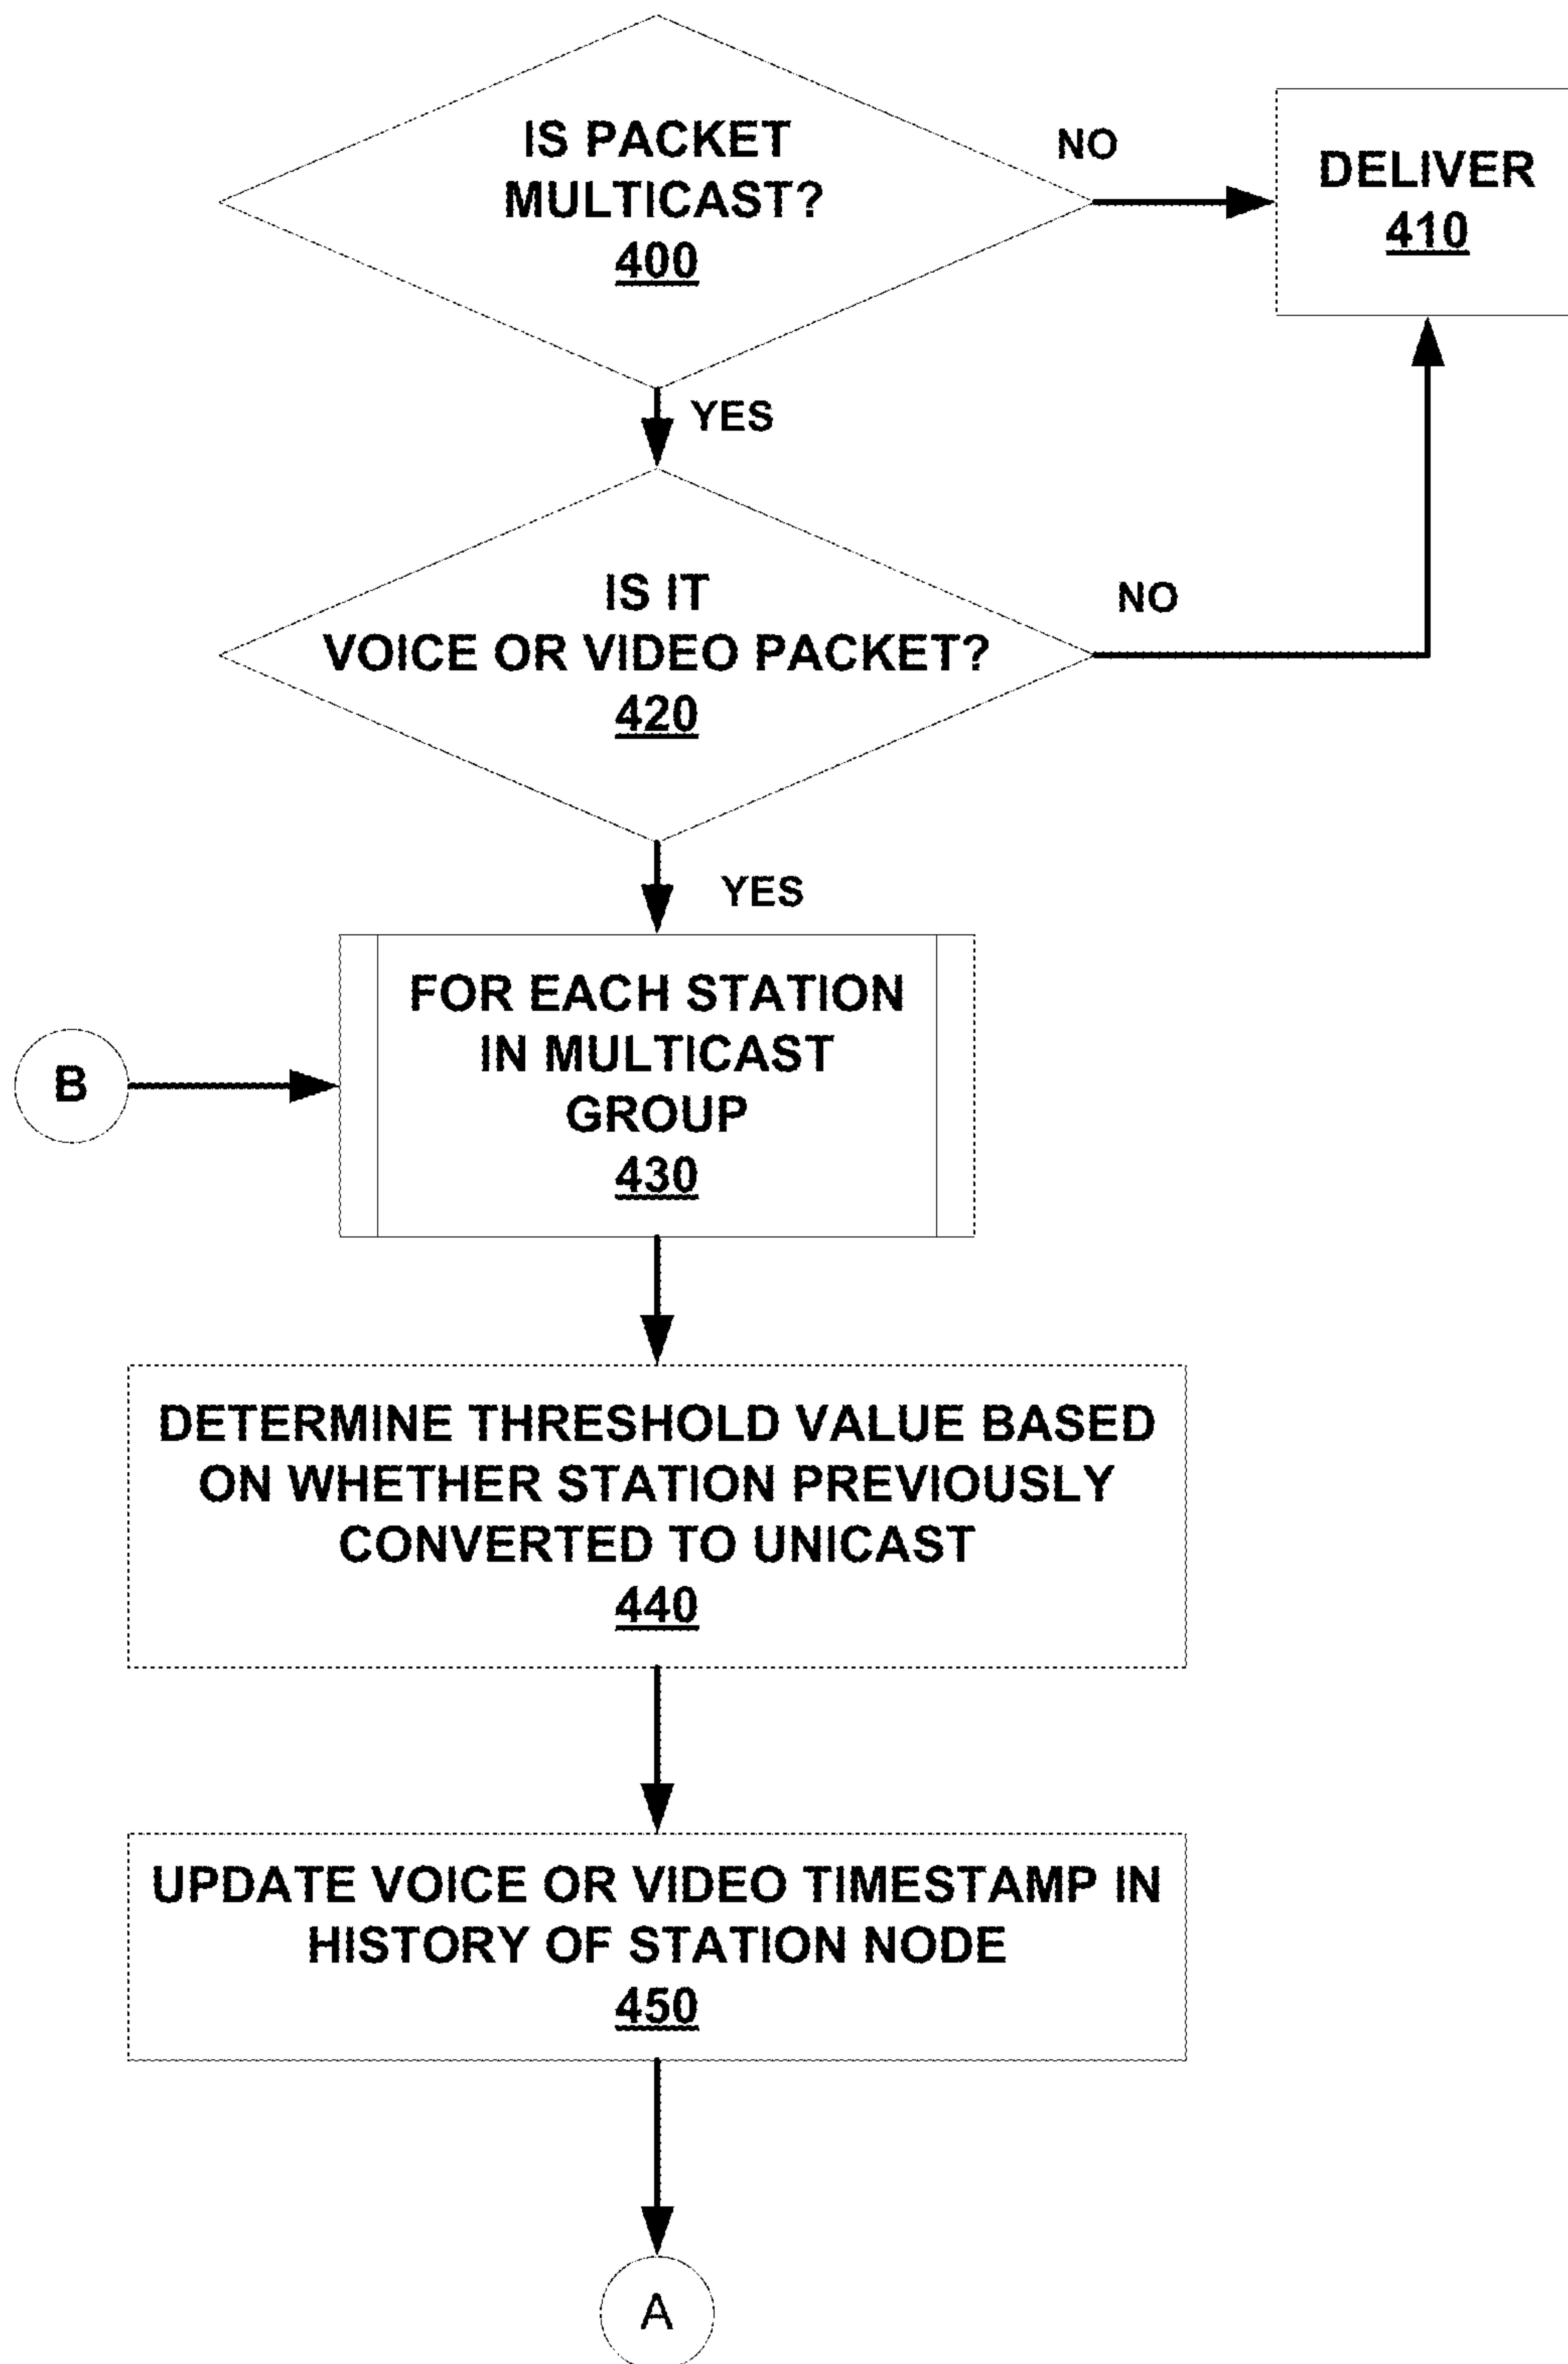 IS PACKET
MULTICAST?
400
NO
DELIVER
410
YES
IS IT
VOICE OR VIDEO PACKET?
420
NO
YES
FOR EACH STATION
IN MULTICAST
GROUP
430
B
DETERMINE THRESHOLD VALUE BASED
ON WHETHER STATION PREVIOUSLY
CONVERTED TO UNICAST
440
UPDATE VOICE OR VIDEO TIMESTAMP IN
HISTORY OF STATION NODE
450
A